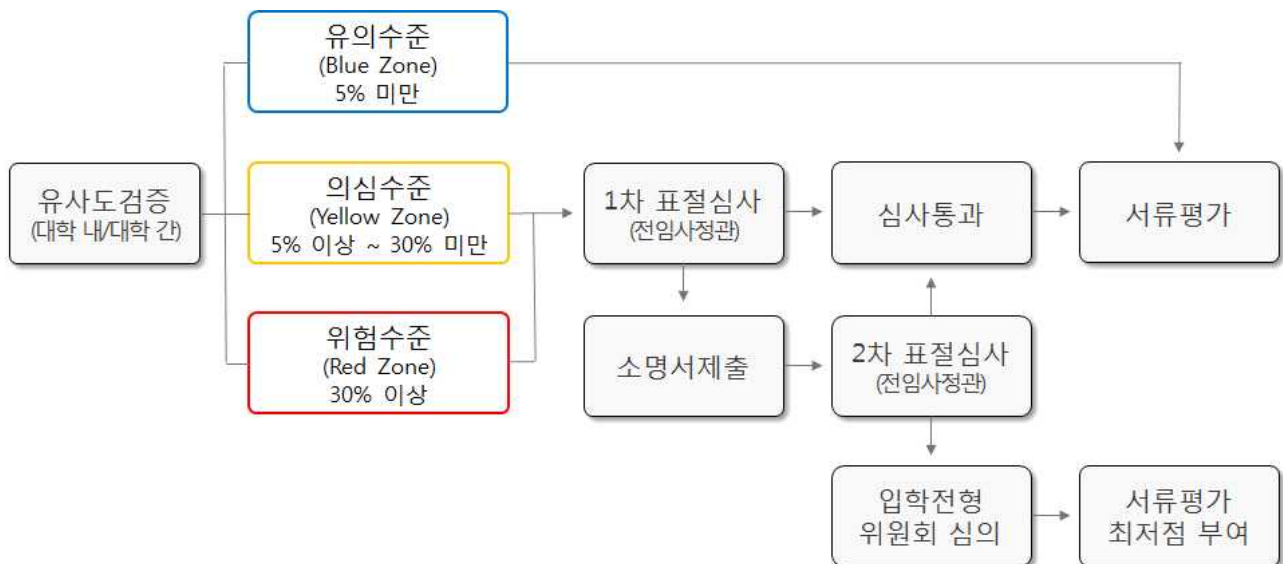 유의수준
(Blue Zone)
5% 미만
유사도검증
(대학 내/대학 간)
의심수준
(Yellow Zone)
5% 이상 ~ 30% 미만
1차 표절심사
(전임사정관)
심사통과
서류평가
위험수준
(Red Zone)
30% 이상
소명서제출
2차 표절심사
(전임사정관)
입학전형
위원회 심의
서류평가
최저점 부여